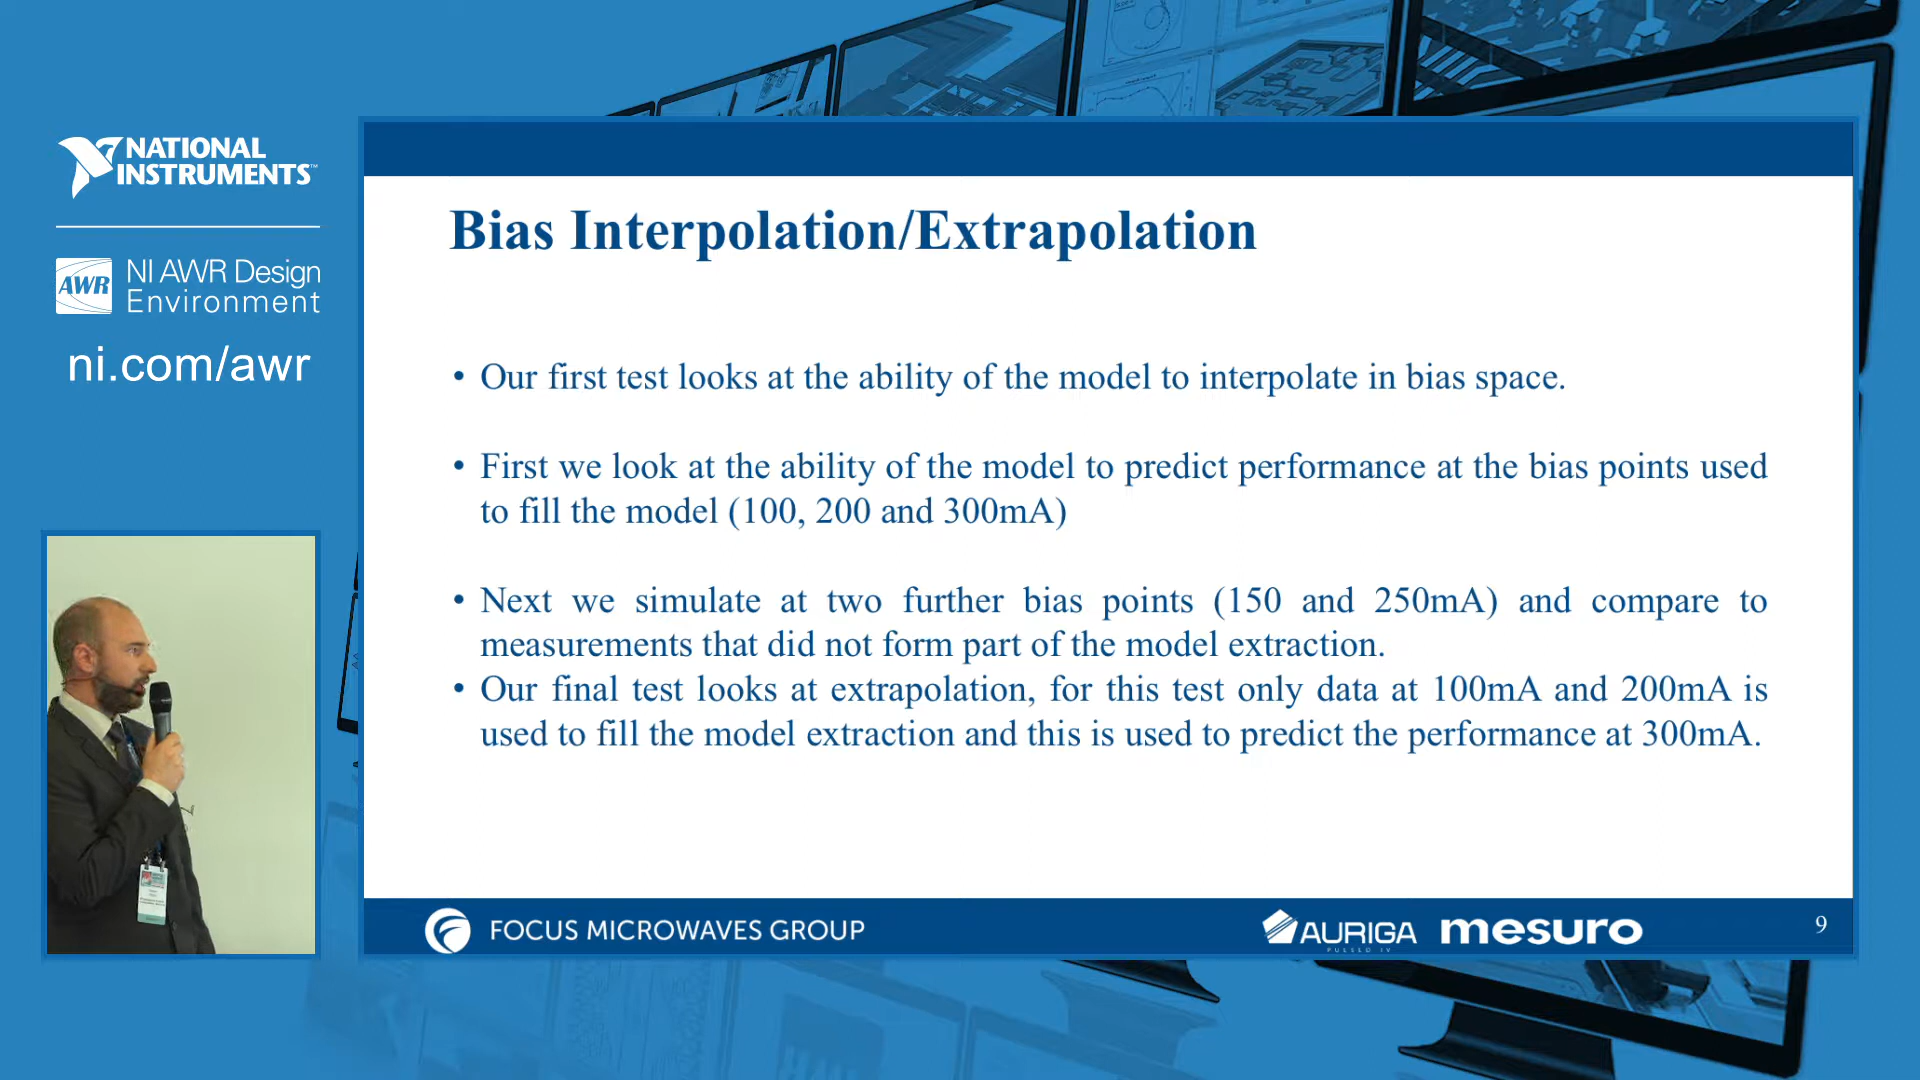 NATIONAL
INSTRUMENTS™
AWR
NI AWR Design
Environment
ni.com/awr
Bias Interpolation/Extrapolation
• Our first test looks at the ability of the model to interpolate in bias space.
• First we look at the ability of the model to predict performance at the bias points used
to fill the model (100, 200 and 300mA)
• Next we simulate at two further bias points (150 and 250mA) and compare to
measurements that did not form part of the model extraction.
• Our final test looks at extrapolation, for this test only data at 100mA and 200mA is
used to fill the model extraction and this is used to predict the performance at 300mA.
FOCUS MICROWAVES GROUP
AURIGA
PULSED IV
mesuro
9